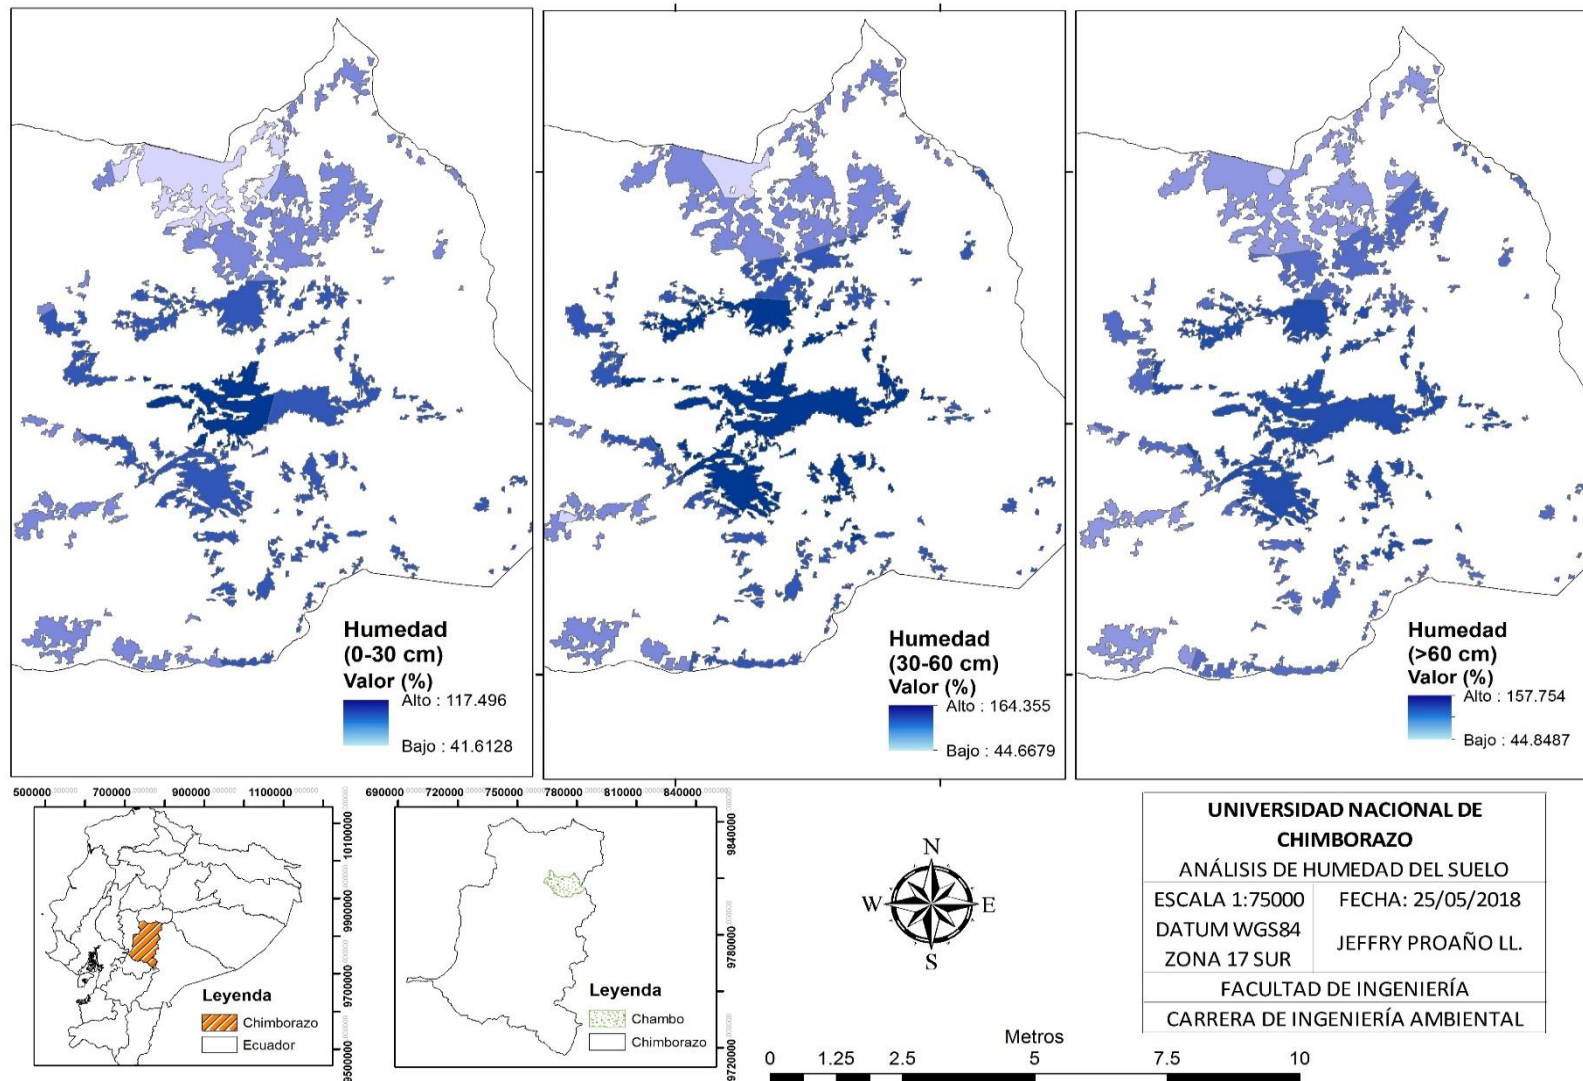 Humedad
(0-30 cm)
Valor (%)
Alto : 117.496
Bajo : 41.6128
Humedad
(30-60 cm)
Valor (%)
Alto : 164.355
Bajo : 44.6679
Humedad
(>60 cm)
Valor (%)
Alto : 157.754
Bajo : 44.8487
500000 700000 900000 1100000
10100000
9900000
9700000
9500000
Leyenda
Chimborazo
Ecuador
690000 720000 750000 780000 810000 840000
9840000
9780000
9720000
Leyenda
Chambo
Chimborazo
N
W E
S
Metros
0 1.25 2.5 5 7.5 10
UNIVERSIDAD NACIONAL DE
CHIMBORAZO
ANÁLISIS DE HUMEDAD DEL SUELO
ESCALA 1:75000
DATUM WGS84
ZONA 17 SUR
FECHA: 25/05/2018
JEFFRY PROAÑO LL.
FACULTAD DE INGENIERÍA
CARRERA DE INGENIERÍA AMBIENTAL